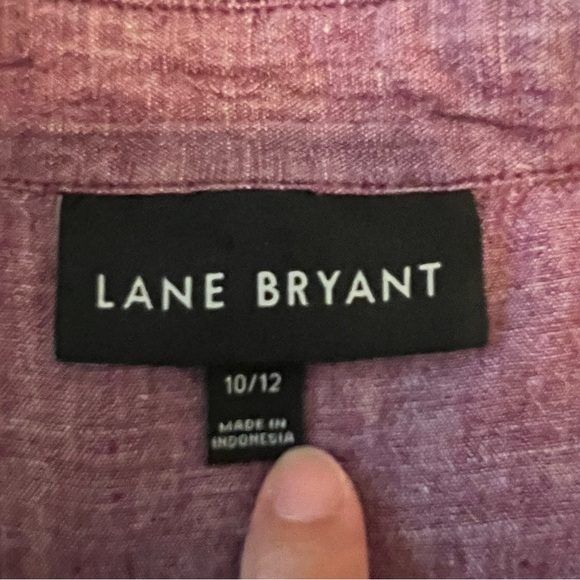 LANE BRYANT
10/12
MADE IN
INDONESIA